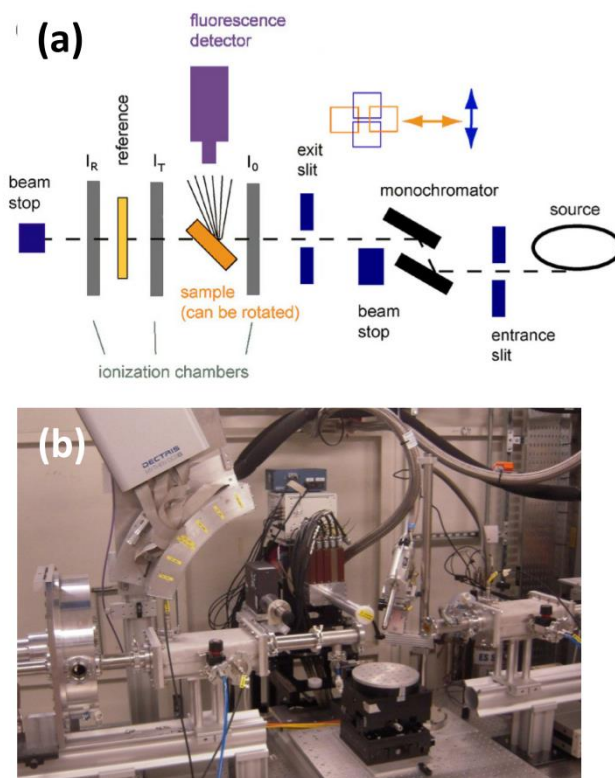 (a)
fluorescence
detector
I_R
reference
I_T
I_0
exit
slit
monochromator
source
beam
stop
sample
(can be rotated)
beam
stop
entrance
slit
ionization chambers
(b)
DECTRIS